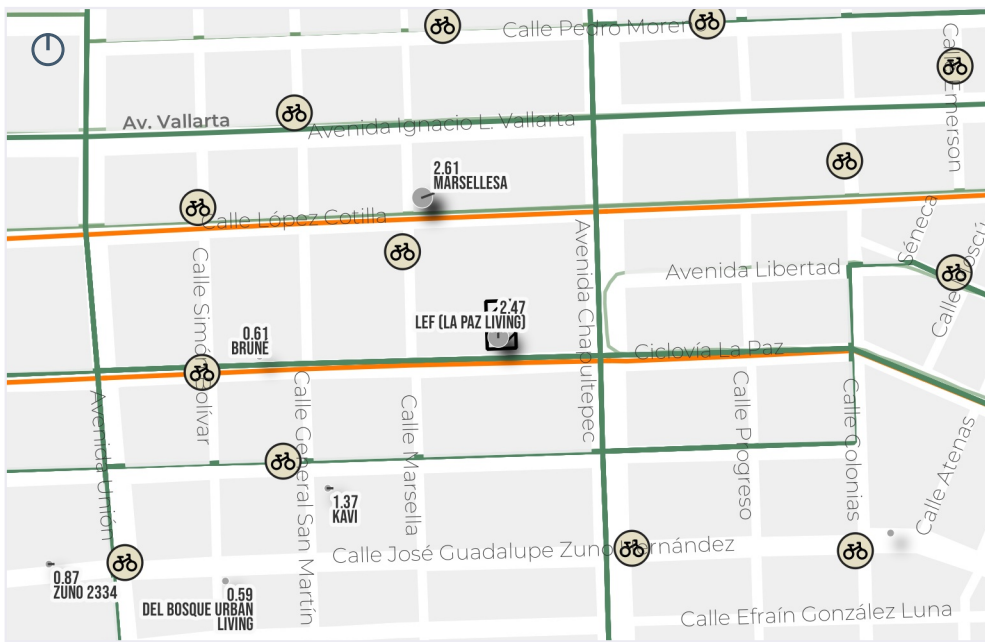 Calle Pedro Moren
Av. Vallarta
Avenida Ignacio L. Vallarta
Calle Emerson
2.61
MARSELLESA
Calle López Cotilla
Séneca
Calle
Avenida Libertad
Calle Simón Bolívar
Avenida Chapultepec
2.47
LEF (LA PAZ LIVING)
0.61
BRUNE
Ciclovía La Paz
Avenida Unión
Calle General San Martín
Calle Marsella
Calle Progreso
Calle Colonias
Calle Atenas
1.37
KAVI
Calle José Guadalupe Zuno Hernández
0.87
ZUNO 2334
0.59
DEL BOSQUE URBAN
LIVING
Calle Efraín González Luna